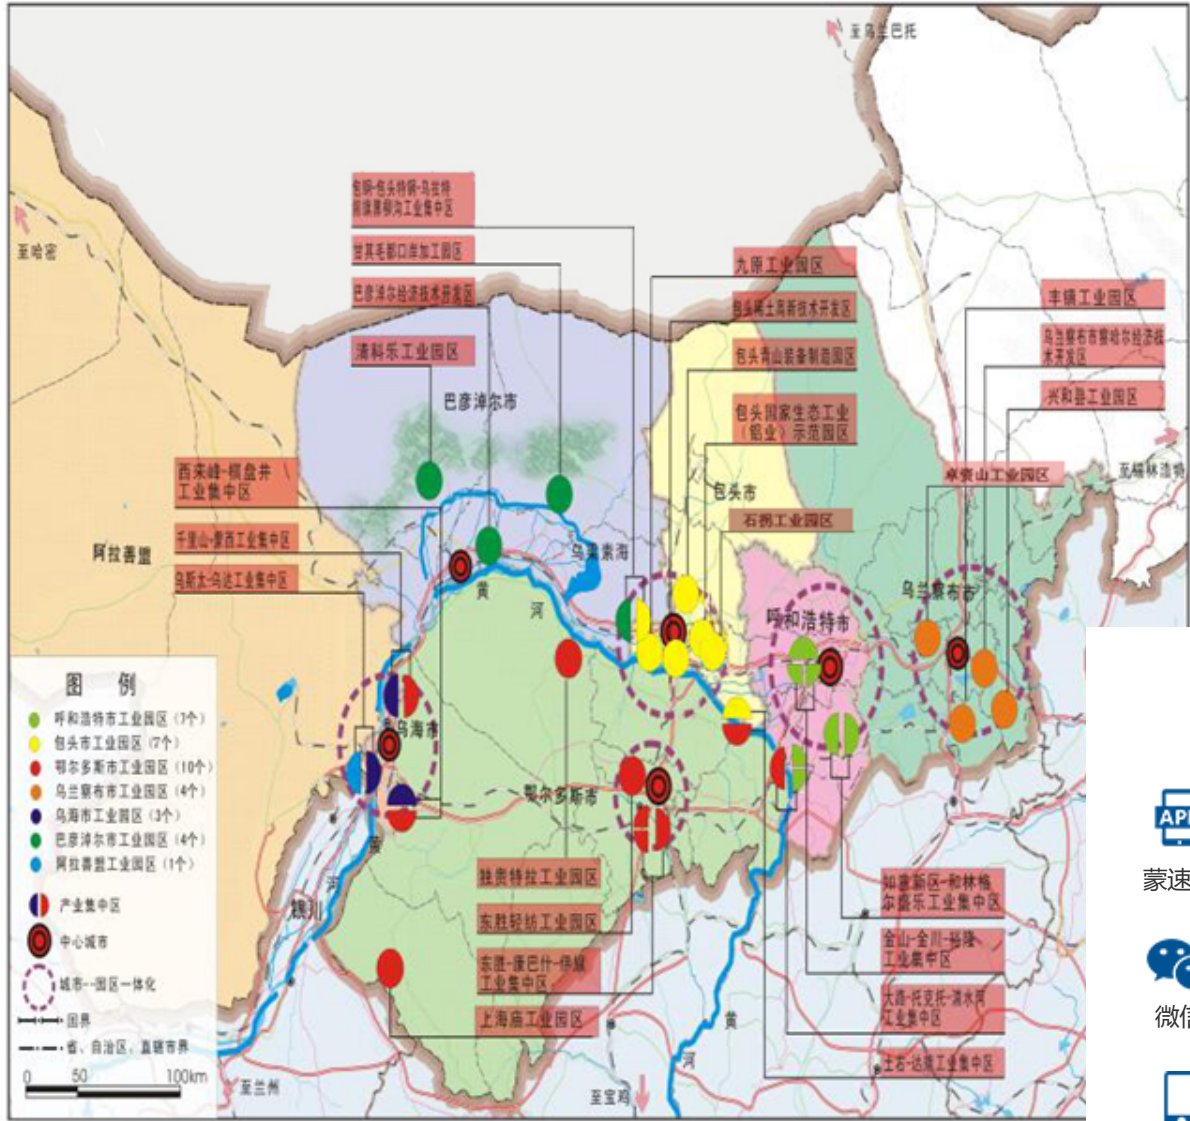 至乌兰巴托
至哈密
包钢-包头特钢-乌拉特
前旗黑柳沟工业集中区
甘其毛都口岸加工园区
巴彦淖尔经济技术开发区
清科乐工业园区
九原工业园区
包头稀土高新技术开发区
包头青山装备制造园区
包头国家生态工业
（铝业）示范园区
石拐工业园区
丰镇工业园区
乌兰察布市察哈尔经济技
术开发区
兴和县工业园区
卓资山工业园区
至锡林浩特
西来峰-棋盘井
工业集中区
千里山-蒙西工业集中区
乌斯太-乌达工业集中区
阿拉善盟
巴彦淖尔市
乌梁素海
包头市
呼和浩特市
乌兰察布市
黄
河
乌海市
鄂尔多斯市
黄
河
银川
独贵特拉工业园区
东胜轻纺工业园区
东胜-康巴什-伊旗
工业集中区
上海庙工业园区
如意新区-和林格
尔盛乐工业集中区
金山-金川-裕隆
工业集中区
大路-托克托-清水河
工业集中区
土右-达旗工业集中区
黄
河
至兰州
至宝鸡
图 例
呼和浩特市工业园区（7个）
包头市工业园区（7个）
鄂尔多斯市工业园区（10个）
乌兰察布市工业园区（4个）
乌海市工业园区（3个）
巴彦淖尔市工业园区（4个）
阿拉善盟工业园区（1个）
产业集中区
中心城市
城市--园区一体化
国界
省、自治区、直辖市界
0 50 100km
蒙速
微信